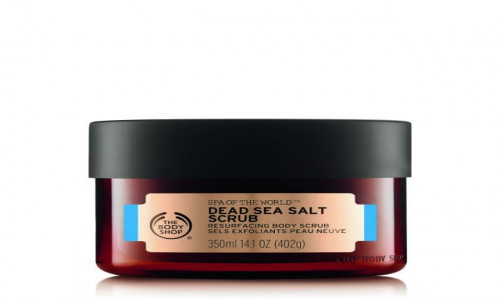 THE
BODY
SHOP
SPA OF THE WORLD™
DEAD SEA SALT
SCRUB
RESURFACING BODY SCRUB
SELS EXFOLIANTS PEAU NEUVE
350ml 14.1 OZ (402g)